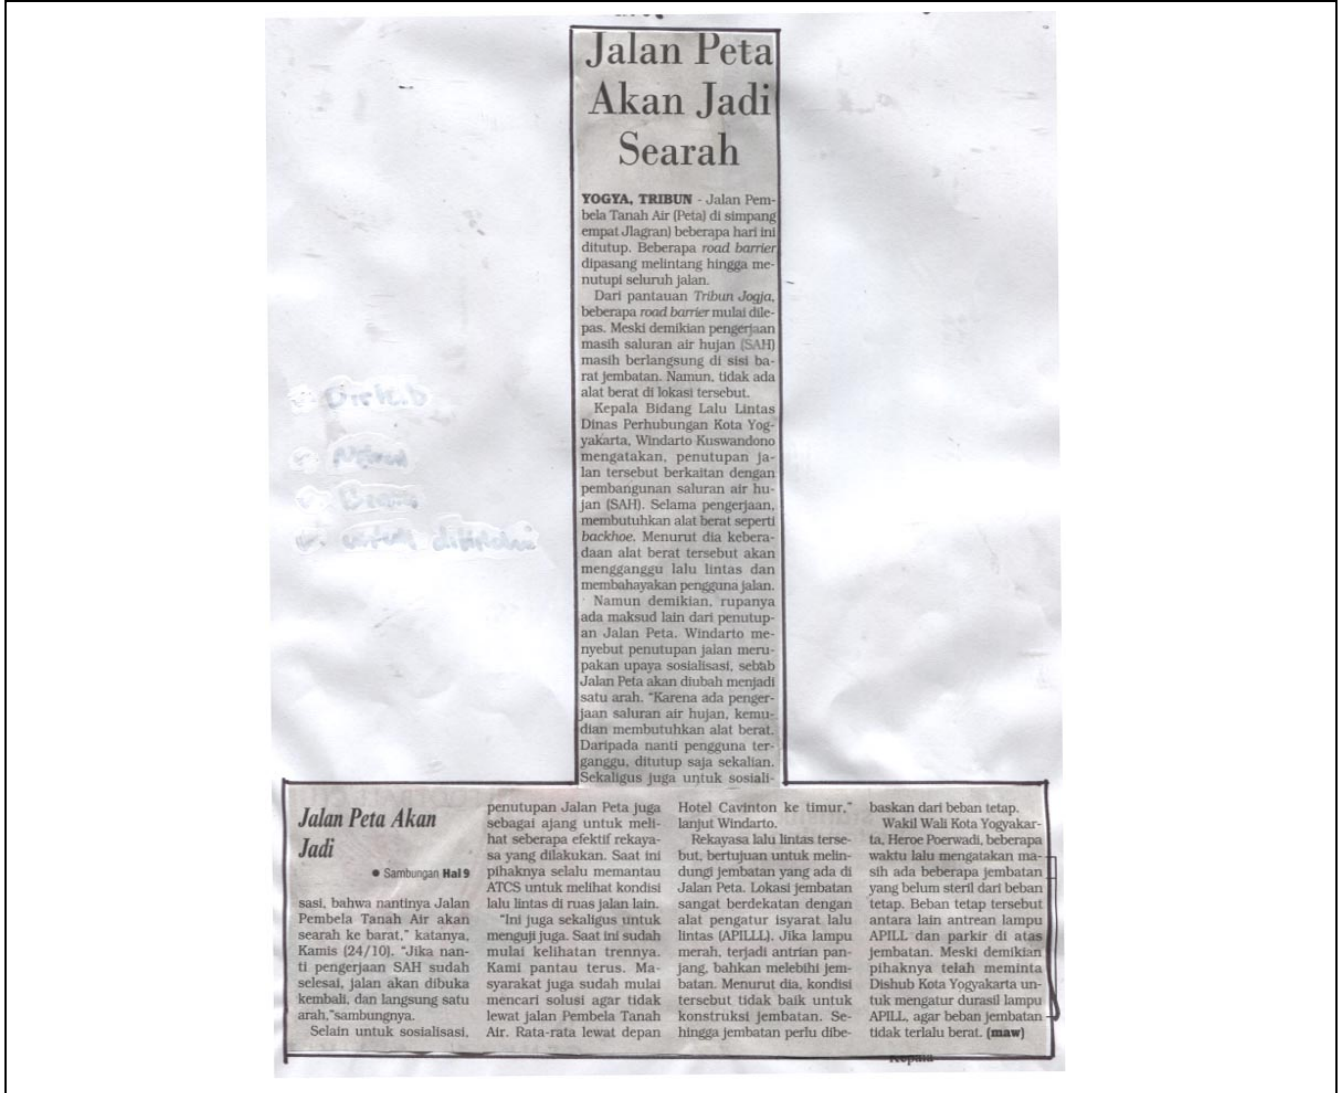 Jalan Peta
Akan Jadi
Searah
YOGYA, TRIBUN - Jalan Pem-
bela Tanah Air (Peta) di simpang
empat Jlagran) beberapa hari ini
ditutup. Beberapa road barrier
dipasang melintang hingga me-
nutupi seluruh jalan.
Dari pantauan Tribun Jogja,
beberapa road barrier mulai dile-
pas. Meski demikian pengerjaan
masih saluran air hujan (SAH)
masih berlangsung di sisi ba-
rat jembatan. Namun, tidak ada
alat berat di lokasi tersebut.
Kepala Bidang Lalu Lintas
Dinas Perhubungan Kota Yog-
yakarta, Windarto Kuswandono
mengatakan, penutupan ja-
lan tersebut berkaitan dengan
pembangunan saluran air hu-
jan (SAH). Selama pengerjaan,
membutuhkan alat berat seperti
backhoe. Menurut dia kebera-
daan alat berat tersebut akan
mengganggu lalu lintas dan
membahayakan pengguna jalan.
Namun demikian, rupanya
ada maksud lain dari penutup-
an Jalan Peta. Windarto me-
nyebut penutupan jalan meru-
pakan upaya sosialisasi, sebab
Jalan Peta akan diubah menjadi
satu arah. "Karena ada penger-
jaan saluran air hujan, kemu-
dian membutuhkan alat berat.
Daripada nanti pengguna ter-
ganggu, ditutup saja sekalian.
Sekaligus juga untuk sosiali-
Jalan Peta Akan
Jadi
● Sambungan Hal 9
sasi, bahwa nantinya Jalan
Pembela Tanah Air akan
searah ke barat," katanya,
Kamis (24/10). "Jika nan-
ti pengerjaan SAH sudah
selesai, jalan akan dibuka
kembali, dan langsung satu
arah,"sambungnya.
Selain untuk sosialisasi,
penutupan Jalan Peta juga
sebagai ajang untuk meli-
hat seberapa efektif rekaya-
sa yang dilakukan. Saat ini
pihaknya selalu memantau
ATCS untuk melihat kondisi
lalu lintas di ruas jalan lain.
"Ini juga sekaligus untuk
menguji juga. Saat ini sudah
mulai kelihatan trennya.
Kami pantau terus. Ma-
syarakat juga sudah mulai
mencari solusi agar tidak
lewat jalan Pembela Tanah
Air. Rata-rata lewat depan
Hotel Cavinton ke timur,"
lanjut Windarto.
Rekayasa lalu lintas terse-
but, bertujuan untuk melin-
dungi jembatan yang ada di
Jalan Peta. Lokasi jembatan
sangat berdekatan dengan
alat pengatur isyarat lalu
lintas (APILLL). Jika lampu
merah, terjadi antrian pan-
jang, bahkan melebihi jem-
batan. Menurut dia, kondisi
tersebut tidak baik untuk
konstruksi jembatan. Se-
hingga jembatan perlu dibe-
baskan dari beban tetap.
Wakil Wali Kota Yogyakar-
ta, Heroe Poerwadi, beberapa
waktu lalu mengatakan ma-
sih ada beberapa jembatan
yang belum steril dari beban
tetap. Beban tetap tersebut
antara lain antrean lampu
APILL dan parkir di atas
jembatan. Meski demikian
pihaknya telah meminta
Dishub Kota Yogyakarta un-
tuk mengatur durasil lampu
APILL, agar beban jembatan
tidak terlalu berat. (maw)